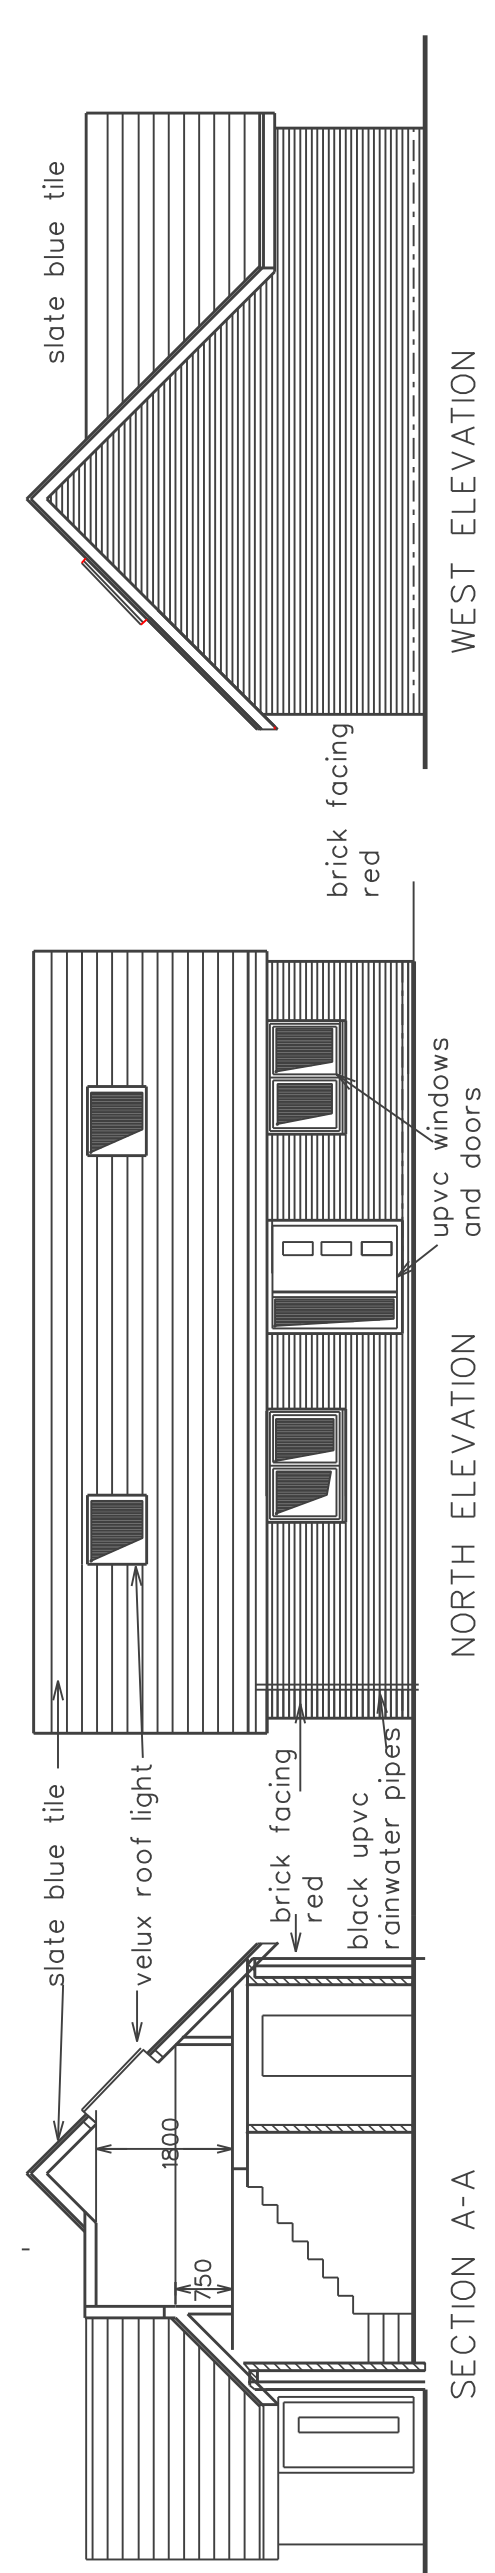 slate blue tile
velux roof light
brick facing
red
black upvc
rainwater pipes
1800
750
SECTION A-A
slate blue tile
upvc windows
and doors
NORTH ELEVATION
brick facing
red
WEST ELEVATION